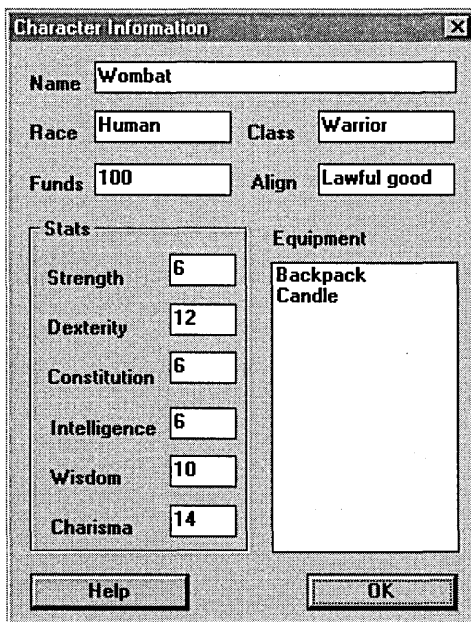 Character Information
Name Wombat
Race Human Class Warrior
Funds 100 Align Lawful good
Stats
Strength 6
Dexterity 12
Constitution 6
Intelligence 6
Wisdom 10
Charisma 14
Equipment
Backpack
Candle
Help OK